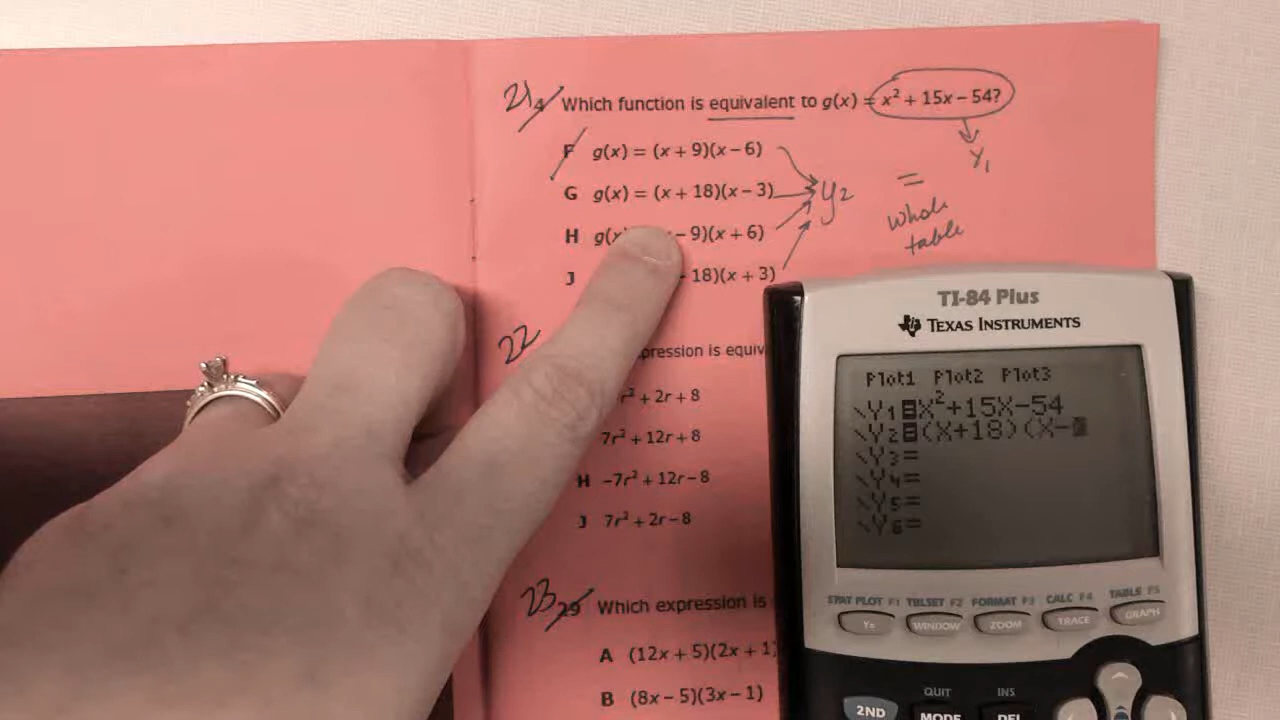 21 4 Which function is equivalent to g(x) = x² + 15x − 54?
Y₁
F g(x) = (x + 9)(x − 6)
G g(x) = (x + 18)(x − 3)
y₂ = whole table
H g(x − 9)(x + 6)
J 18)(x + 3)
22
pression is equiv
r² + 2r + 8
7r² + 12r + 8
H −7r² + 12r − 8
J 7r² + 2r − 8
23 29 Which expression is
A (12x + 5)(2x + 1)
B (8x − 5)(3x − 1)
TI-84 Plus
TEXAS INSTRUMENTS
Plot1 Plot2 Plot3
\Y₁=X²+15X−54
\Y₂=(X+18)(X−
\Y₃=
\Y₄=
\Y₅=
\Y₆=
STAT PLOT F1 TBLSET F2 FORMAT F3 CALC F4 TABLE F5
Y= WINDOW ZOOM TRACE GRAPH
QUIT INS
2ND MODE DEL